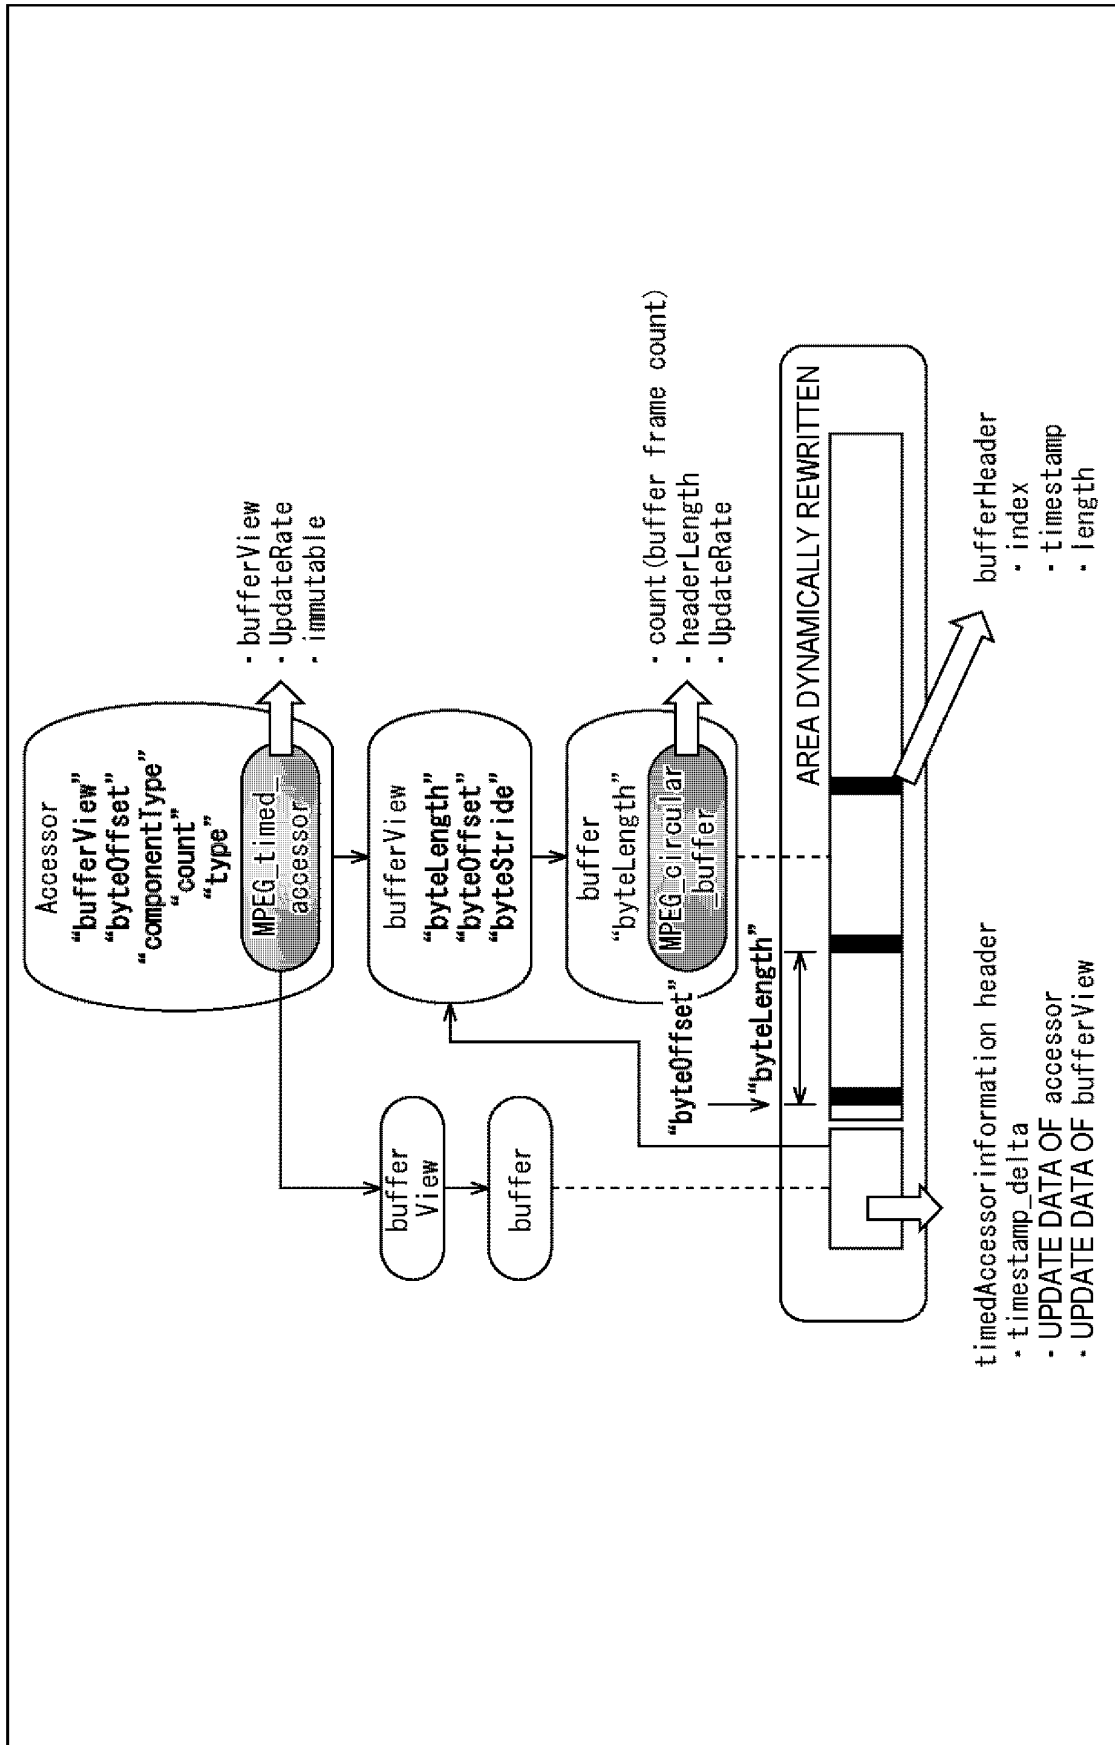 Accessor
“bufferView”
“byteOffset”
“componentType”
“count”
“type”
MPEG_timed_
accessor
· bufferView
· UpdateRate
· immutable
buffer
View
bufferView
“byteLength”
“byteOffset”
“byteStride”
buffer
buffer
“byteLength”
MPEG_circular
_buffer
· count(buffer frame count)
· headerLength
· UpdateRate
“byteOffset”
“byteLength”
AREA DYNAMICALLY REWRITTEN
timedAccessorinformation header
· timestamp_delta
· UPDATE DATA OF accessor
· UPDATE DATA OF bufferView
bufferHeader
· index
· timestamp
· length